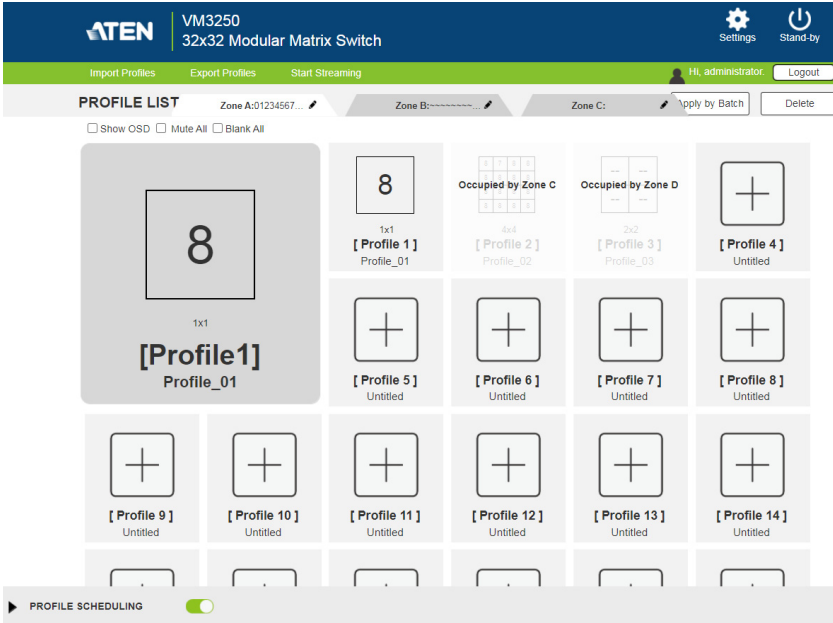 ATEN
VM3250
32x32 Modular Matrix Switch
Settings
Stand-by
Import Profiles Export Profiles Start Streaming
Hi, administrator. Logout
PROFILE LIST Zone A:01234567... Zone B:~~~~~~~~... Zone C: Apply by Batch Delete
Show OSD Mute All Blank All
8
1x1
[Profile1]
Profile_01
8
1x1
[ Profile 1 ]
Profile_01
Occupied by Zone C
4x4
[ Profile 2 ]
Profile_02
Occupied by Zone D
2x2
[ Profile 3 ]
Profile_03
[ Profile 4 ]
Untitled
[ Profile 5 ]
Untitled
[ Profile 6 ]
Untitled
[ Profile 7 ]
Untitled
[ Profile 8 ]
Untitled
[ Profile 9 ]
Untitled
[ Profile 10 ]
Untitled
[ Profile 11 ]
Untitled
[ Profile 12 ]
Untitled
[ Profile 13 ]
Untitled
[ Profile 14 ]
Untitled
PROFILE SCHEDULING